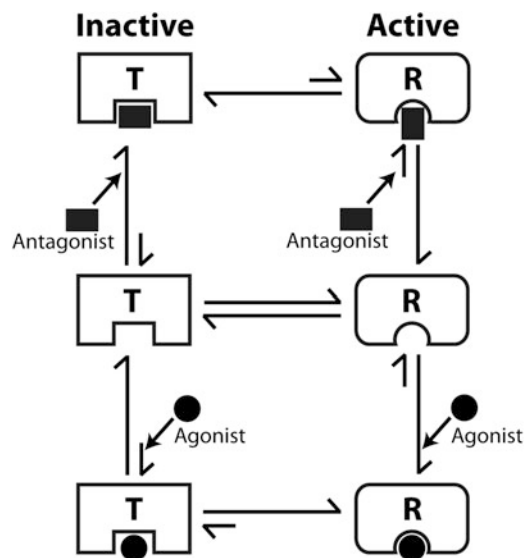 Inactive Active
T R
Antagonist Antagonist
T R
Agonist Agonist
T R